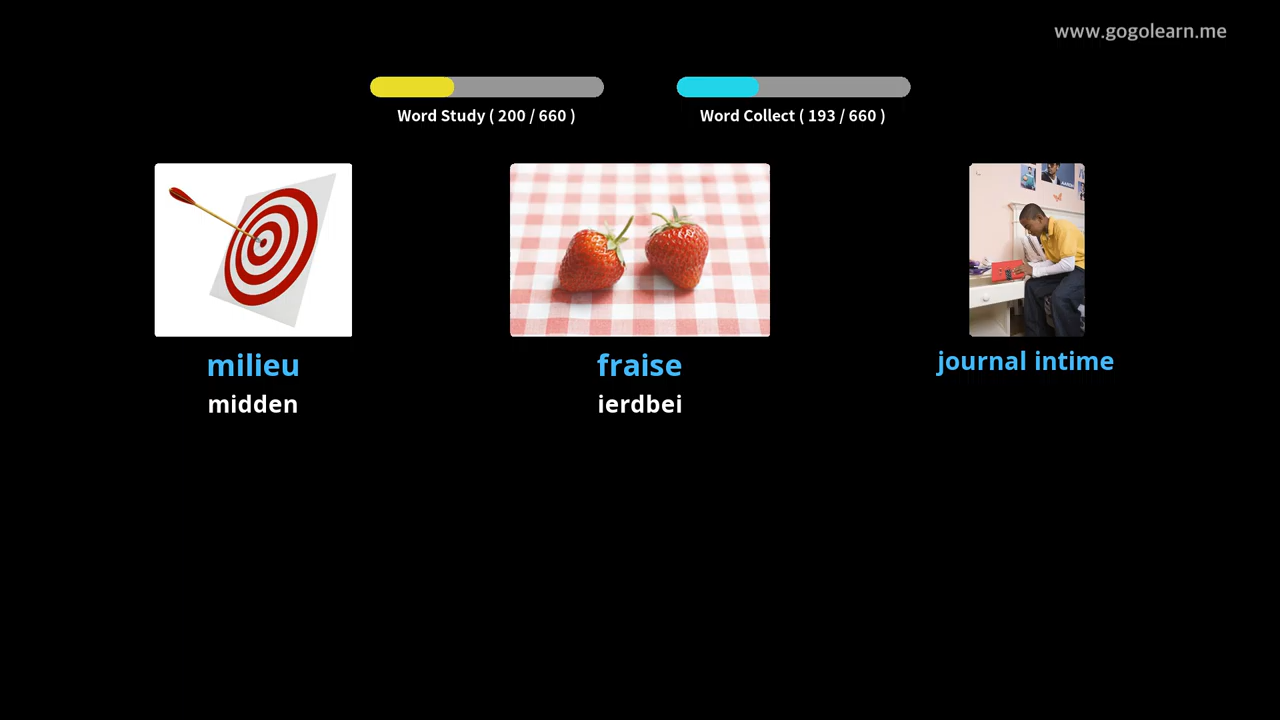 www.gogolearn.me
Word Study ( 200 / 660 )
Word Collect ( 193 / 660 )
milieu
fraise
journal intime
midden
ierdbei